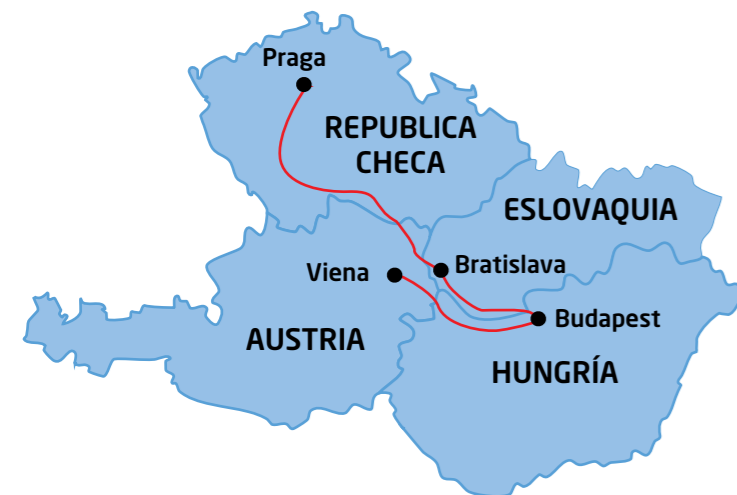 Praga
REPUBLICA
CHECA
ESLOVAQUIA
Bratislava
Viena
Budapest
AUSTRIA
HUNGRÍA